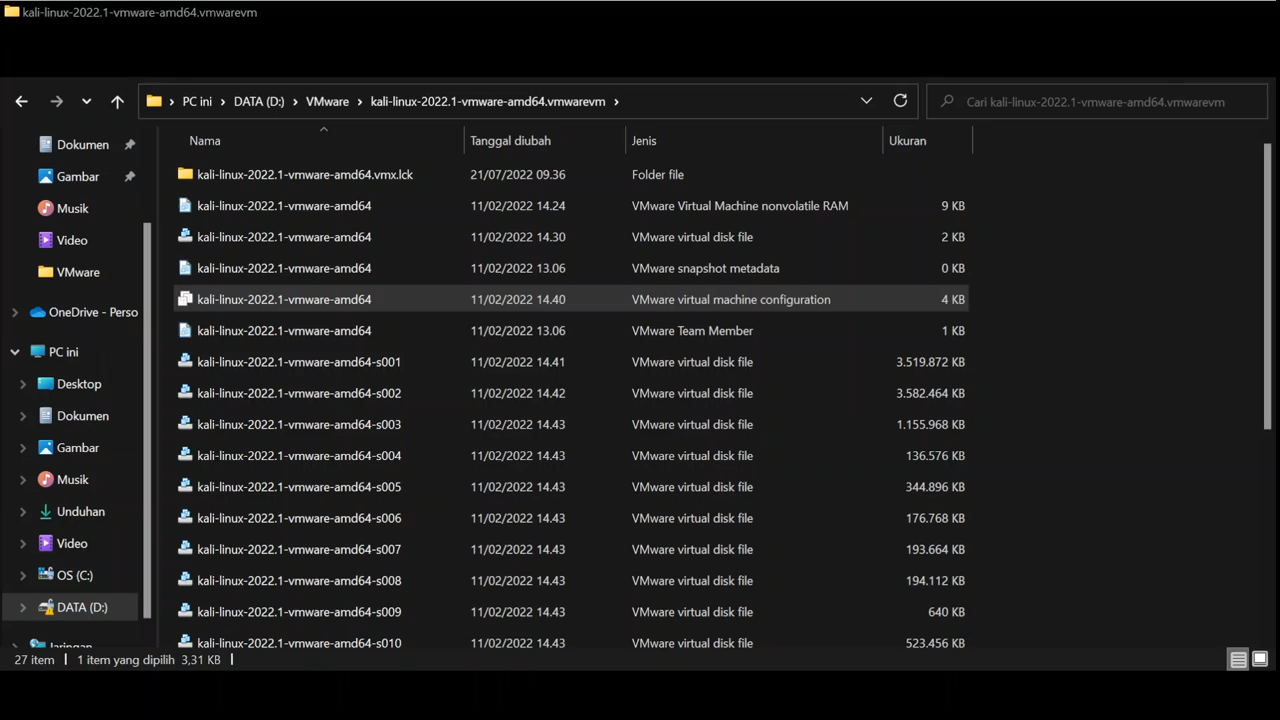 kali-linux-2022.1-vmware-amd64.vmwarevm
PC ini DATA (D:) VMware kali-linux-2022.1-vmware-amd64.vmwarevm
Cari kali-linux-2022.1-vmware-amd64.vmwarevm
Dokumen
Gambar
Musik
Video
VMware
OneDrive - Perso
PC ini
Desktop
Dokumen
Gambar
Musik
Unduhan
Video
OS (C:)
DATA (D:)
Jaringan
Nama Tanggal diubah Jenis Ukuran
kali-linux-2022.1-vmware-amd64.vmx.lck 21/07/2022 09.36 Folder file
kali-linux-2022.1-vmware-amd64 11/02/2022 14.24 VMware Virtual Machine nonvolatile RAM 9 KB
kali-linux-2022.1-vmware-amd64 11/02/2022 14.30 VMware virtual disk file 2 KB
kali-linux-2022.1-vmware-amd64 11/02/2022 13.06 VMware snapshot metadata 0 KB
kali-linux-2022.1-vmware-amd64 11/02/2022 14.40 VMware virtual machine configuration 4 KB
kali-linux-2022.1-vmware-amd64 11/02/2022 13.06 VMware Team Member 1 KB
kali-linux-2022.1-vmware-amd64-s001 11/02/2022 14.41 VMware virtual disk file 3.519.872 KB
kali-linux-2022.1-vmware-amd64-s002 11/02/2022 14.42 VMware virtual disk file 3.582.464 KB
kali-linux-2022.1-vmware-amd64-s003 11/02/2022 14.43 VMware virtual disk file 1.155.968 KB
kali-linux-2022.1-vmware-amd64-s004 11/02/2022 14.43 VMware virtual disk file 136.576 KB
kali-linux-2022.1-vmware-amd64-s005 11/02/2022 14.43 VMware virtual disk file 344.896 KB
kali-linux-2022.1-vmware-amd64-s006 11/02/2022 14.43 VMware virtual disk file 176.768 KB
kali-linux-2022.1-vmware-amd64-s007 11/02/2022 14.43 VMware virtual disk file 193.664 KB
kali-linux-2022.1-vmware-amd64-s008 11/02/2022 14.43 VMware virtual disk file 194.112 KB
kali-linux-2022.1-vmware-amd64-s009 11/02/2022 14.43 VMware virtual disk file 640 KB
kali-linux-2022.1-vmware-amd64-s010 11/02/2022 14.43 VMware virtual disk file 523.456 KB
27 item 1 item yang dipilih 3,31 KB